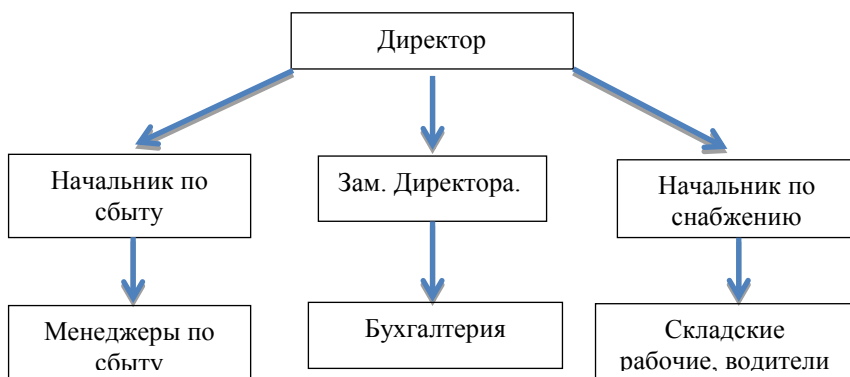 Директор
Начальник по
сбыту
Зам. Директора.
Начальник по
снабжению
Менеджеры по
сбыту
Бухгалтерия
Складские
рабочие, водители